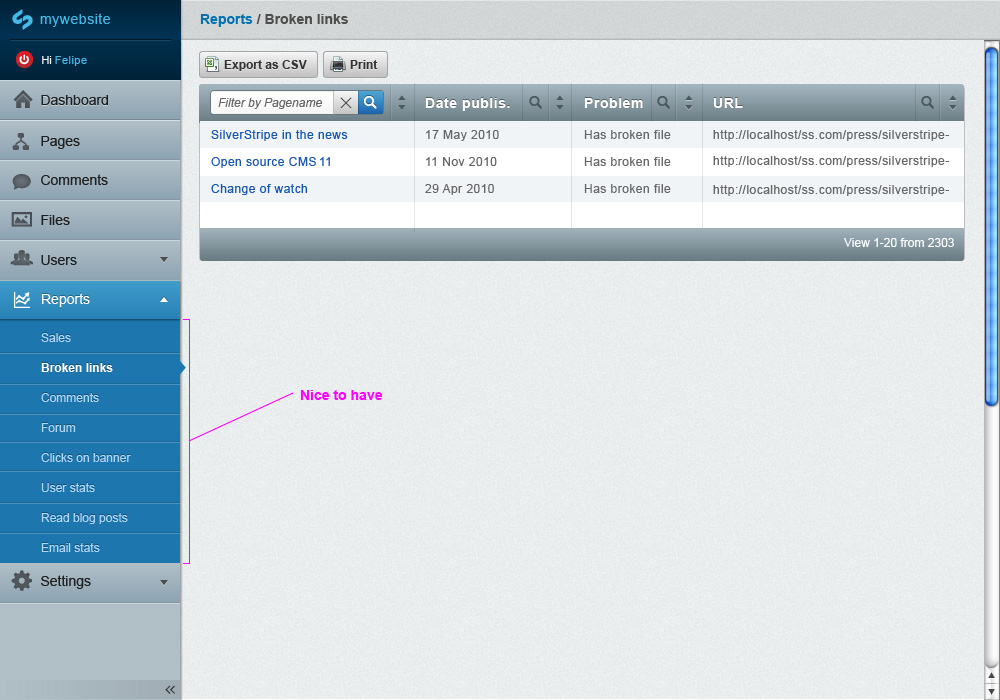 mywebsite
Hi Felipe
Dashboard
Pages
Comments
Files
Users
Reports
Sales
Broken links
Comments
Forum
Clicks on banner
User stats
Read blog posts
Email stats
Settings
Reports / Broken links
Export as CSV Print
Filter by Pagename Date publis. Problem URL
SilverStripe in the news 17 May 2010 Has broken file http://localhost/ss.com/press/silverstripe-
Open source CMS 11 11 Nov 2010 Has broken file http://localhost/ss.com/press/silverstripe-
Change of watch 29 Apr 2010 Has broken file http://localhost/ss.com/press/silverstripe-
View 1-20 from 2303
Nice to have